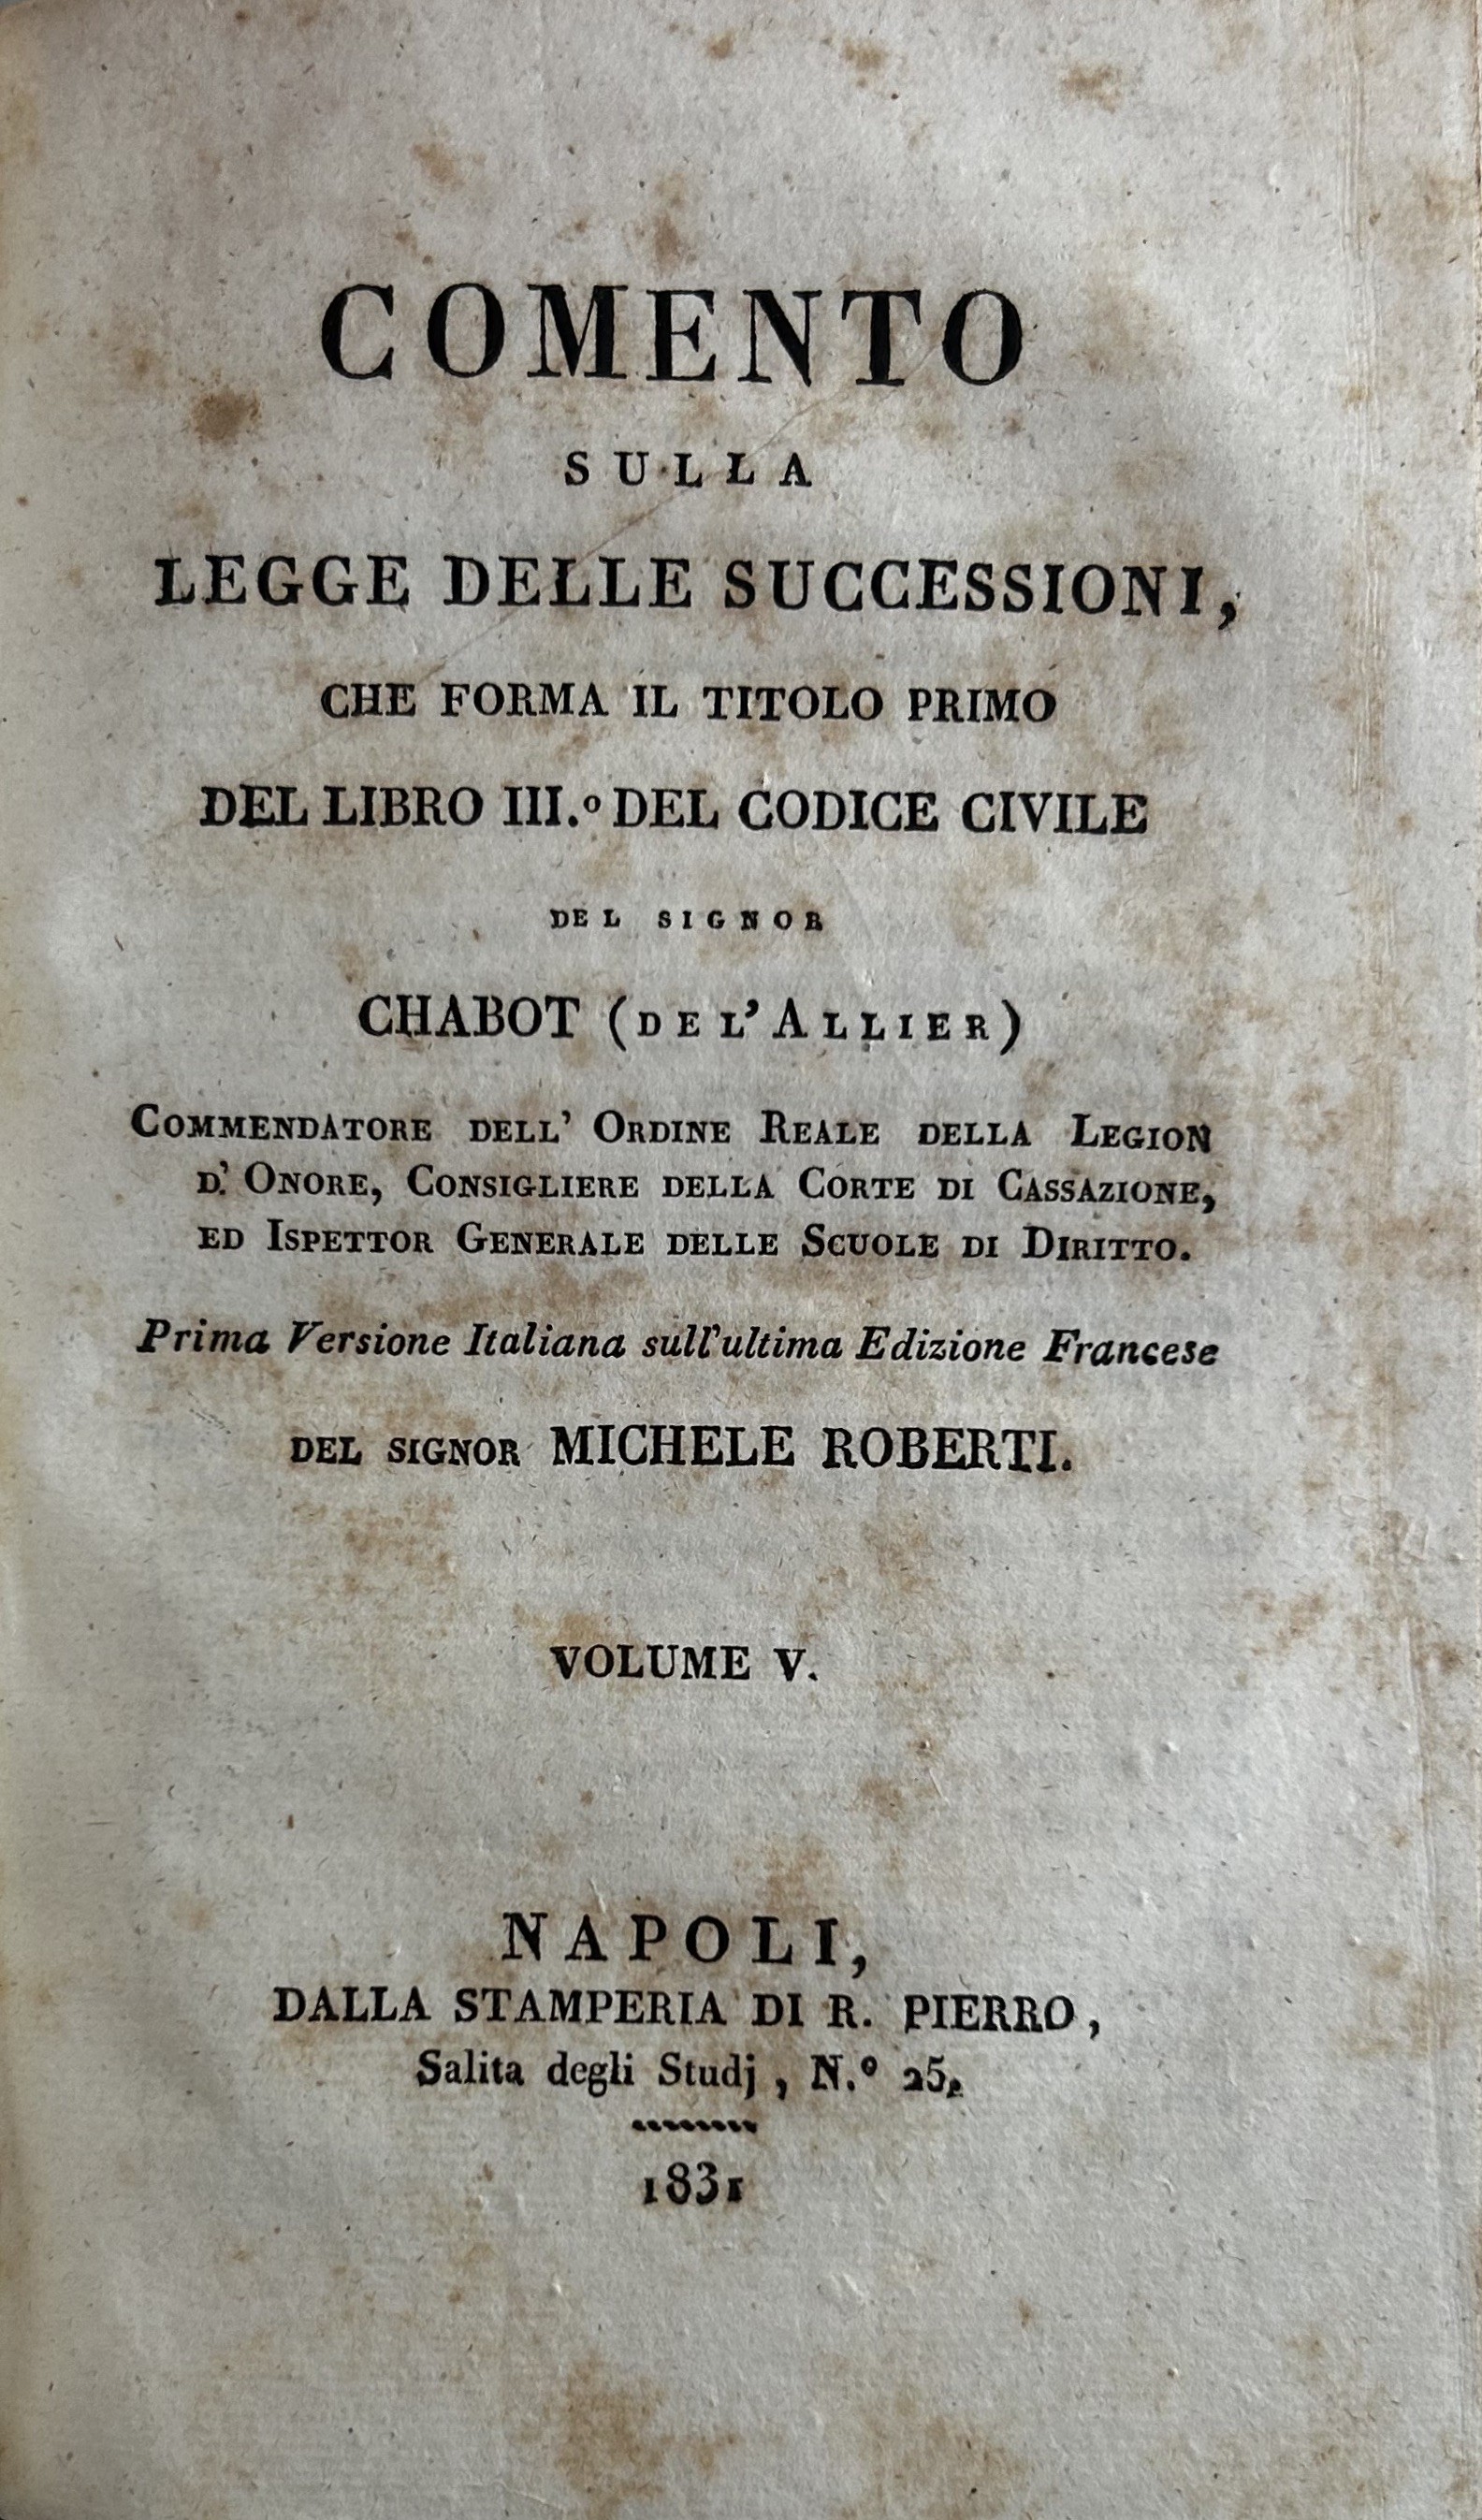 COMENTO
SULLA
LEGGE DELLE SUCCESSIONI,
CHE FORMA IL TITOLO PRIMO
DEL LIBRO III.º DEL CODICE CIVILE
DEL SIGNOR
CHABOT (DE L'ALLIER)
COMMENDATORE DELL' ORDINE REALE DELLA LEGION
D'. ONORE, CONSIGLIERE DELLA CORTE DI CASSAZIONE,
ED ISPETTOR GENERALE DELLE SCUOLE DI DIRITTO.
Prima Versione Italiana sull'ultima Edizione Francese
DEL SIGNOR MICHELE ROBERTI.
VOLUME V.
NAPOLI,
DALLA STAMPERIA DI R. PIERRO,
Salita degli Studj, N.º 25,
1831